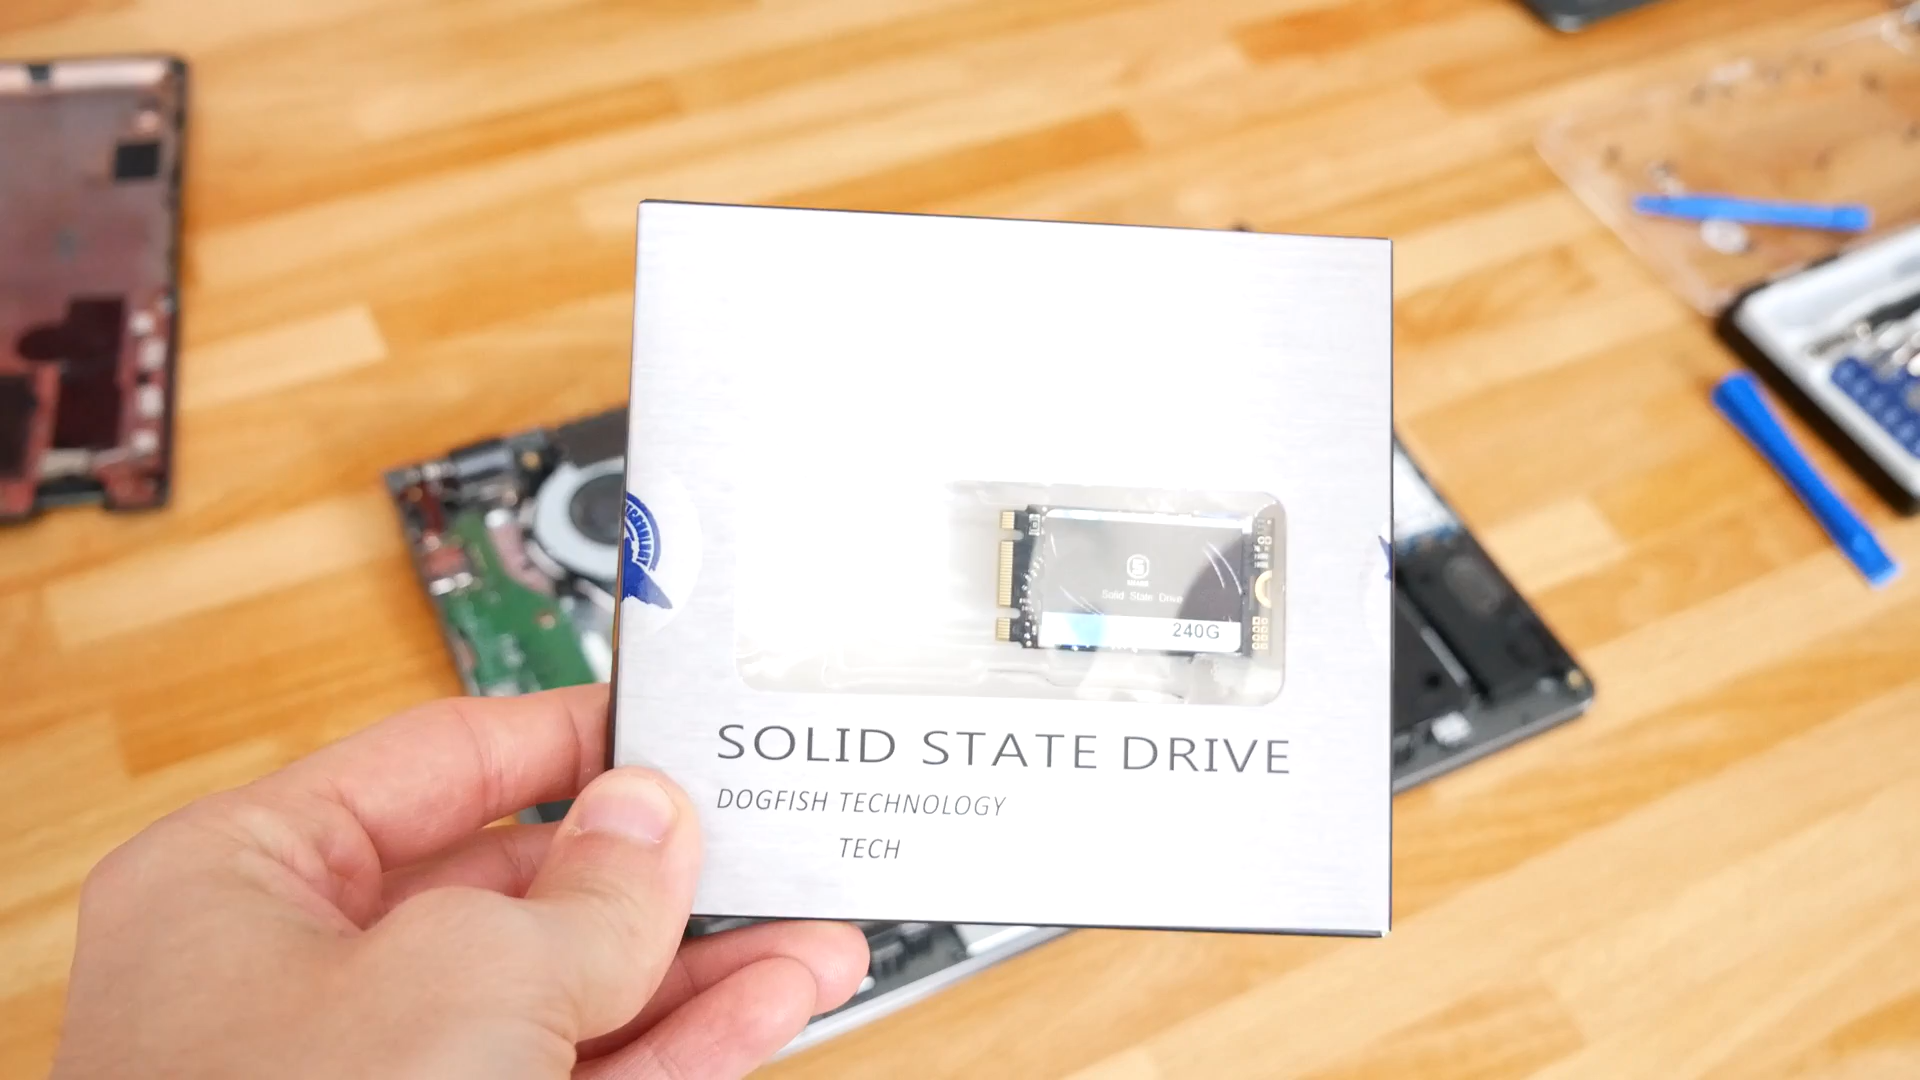 Solid State Drive
240G
SOLID STATE DRIVE
DOGFISH TECHNOLOGY
TECH